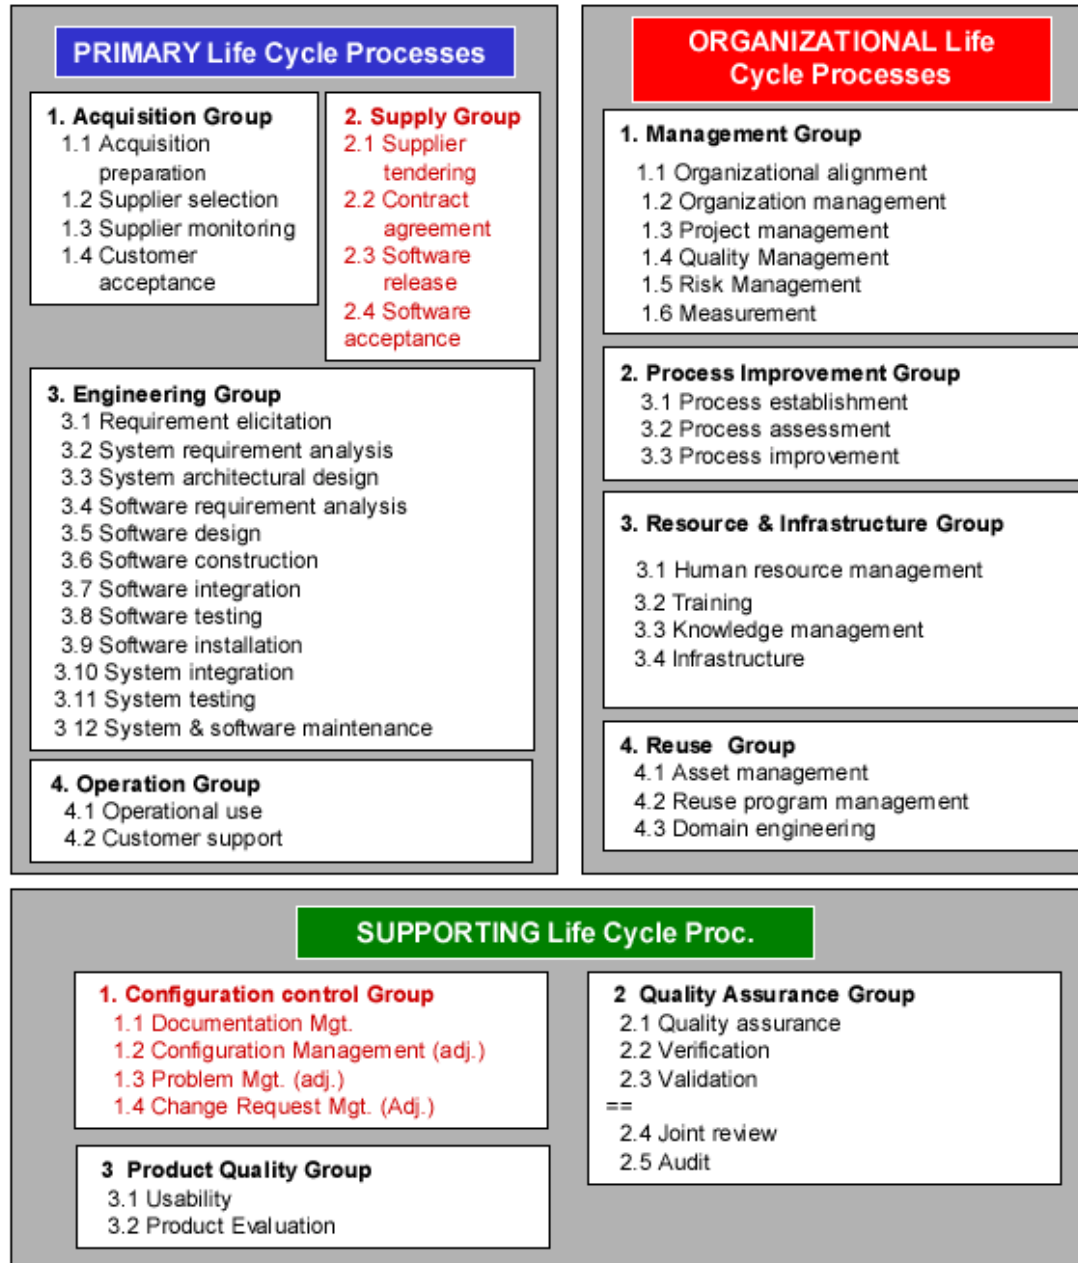 PRIMARY Life Cycle Processes
1. Acquisition Group
1.1 Acquisition
preparation
1.2 Supplier selection
1.3 Supplier monitoring
1.4 Customer
acceptance
2. Supply Group
2.1 Supplier
tendering
2.2 Contract
agreement
2.3 Software
release
2.4 Software
acceptance
3. Engineering Group
3.1 Requirement elicitation
3.2 System requirement analysis
3.3 System architectural design
3.4 Software requirement analysis
3.5 Software design
3.6 Software construction
3.7 Software integration
3.8 Software testing
3.9 Software installation
3.10 System integration
3.11 System testing
3 12 System & software maintenance
4. Operation Group
4.1 Operational use
4.2 Customer support
ORGANIZATIONAL Life
Cycle Processes
1. Management Group
1.1 Organizational alignment
1.2 Organization management
1.3 Project management
1.4 Quality Management
1.5 Risk Management
1.6 Measurement
2. Process Improvement Group
3.1 Process establishment
3.2 Process assessment
3.3 Process improvement
3. Resource & Infrastructure Group
3.1 Human resource management
3.2 Training
3.3 Knowledge management
3.4 Infrastructure
4. Reuse Group
4.1 Asset management
4.2 Reuse program management
4.3 Domain engineering
SUPPORTING Life Cycle Proc.
1. Configuration control Group
1.1 Documentation Mgt.
1.2 Configuration Management (adj.)
1.3 Problem Mgt. (adj.)
1.4 Change Request Mgt. (Adj.)
2 Quality Assurance Group
2.1 Quality assurance
2.2 Verification
2.3 Validation
==
2.4 Joint review
2.5 Audit
3 Product Quality Group
3.1 Usability
3.2 Product Evaluation